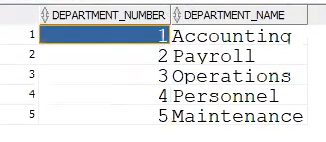 DEPARTMENT_NUMBER DEPARTMENT_NAME
1 1 Accounting
2 2 Payroll
3 3 Operations
4 4 Personnel
5 5 Maintenance